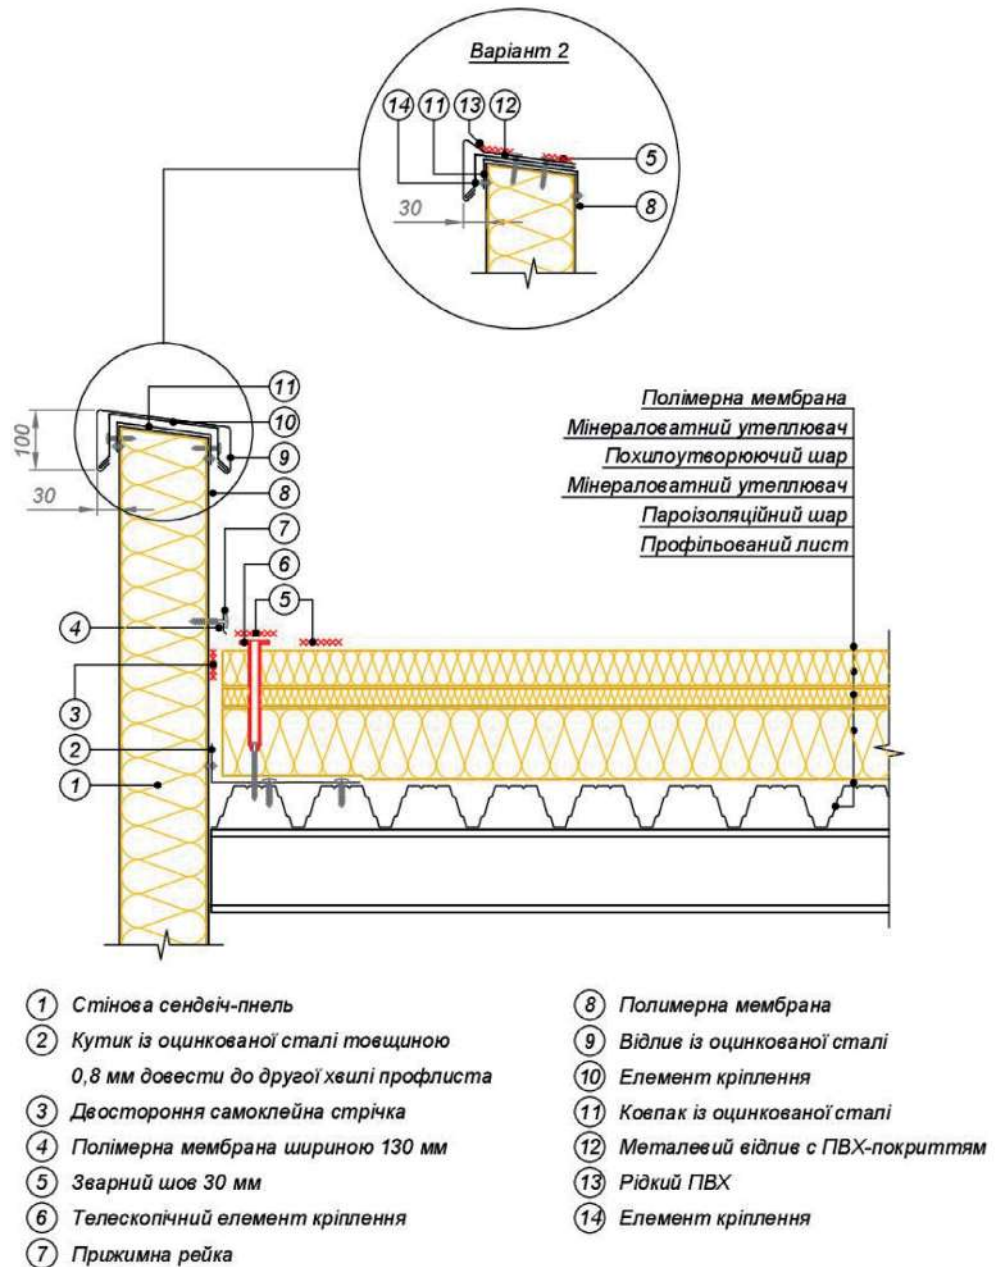 Варіант 2
14 11 13 12
5
8
30
11
10
9
8
7
6
5
4
3
2
1
100
30
Полімерна мембрана
Мінераловатний утеплювач
Похилоутворюючий шар
Мінераловатний утеплювач
Пароізоляційний шар
Профільований лист
1 Стінова сендвіч-пнель
2 Кутик із оцинкованої сталі товщиною
0,8 мм довести до другої хвилі профлиста
3 Двостороння самоклейна стрічка
4 Полімерна мембрана шириною 130 мм
5 Зварний шов 30 мм
6 Телескопічний елемент кріплення
7 Прижимна рейка
8 Полимерна мембрана
9 Відлив із оцинкованої сталі
10 Елемент кріплення
11 Ковпак із оцинкованої сталі
12 Металевий відлив с ПВХ-покриттям
13 Рідкий ПВХ
14 Елемент кріплення